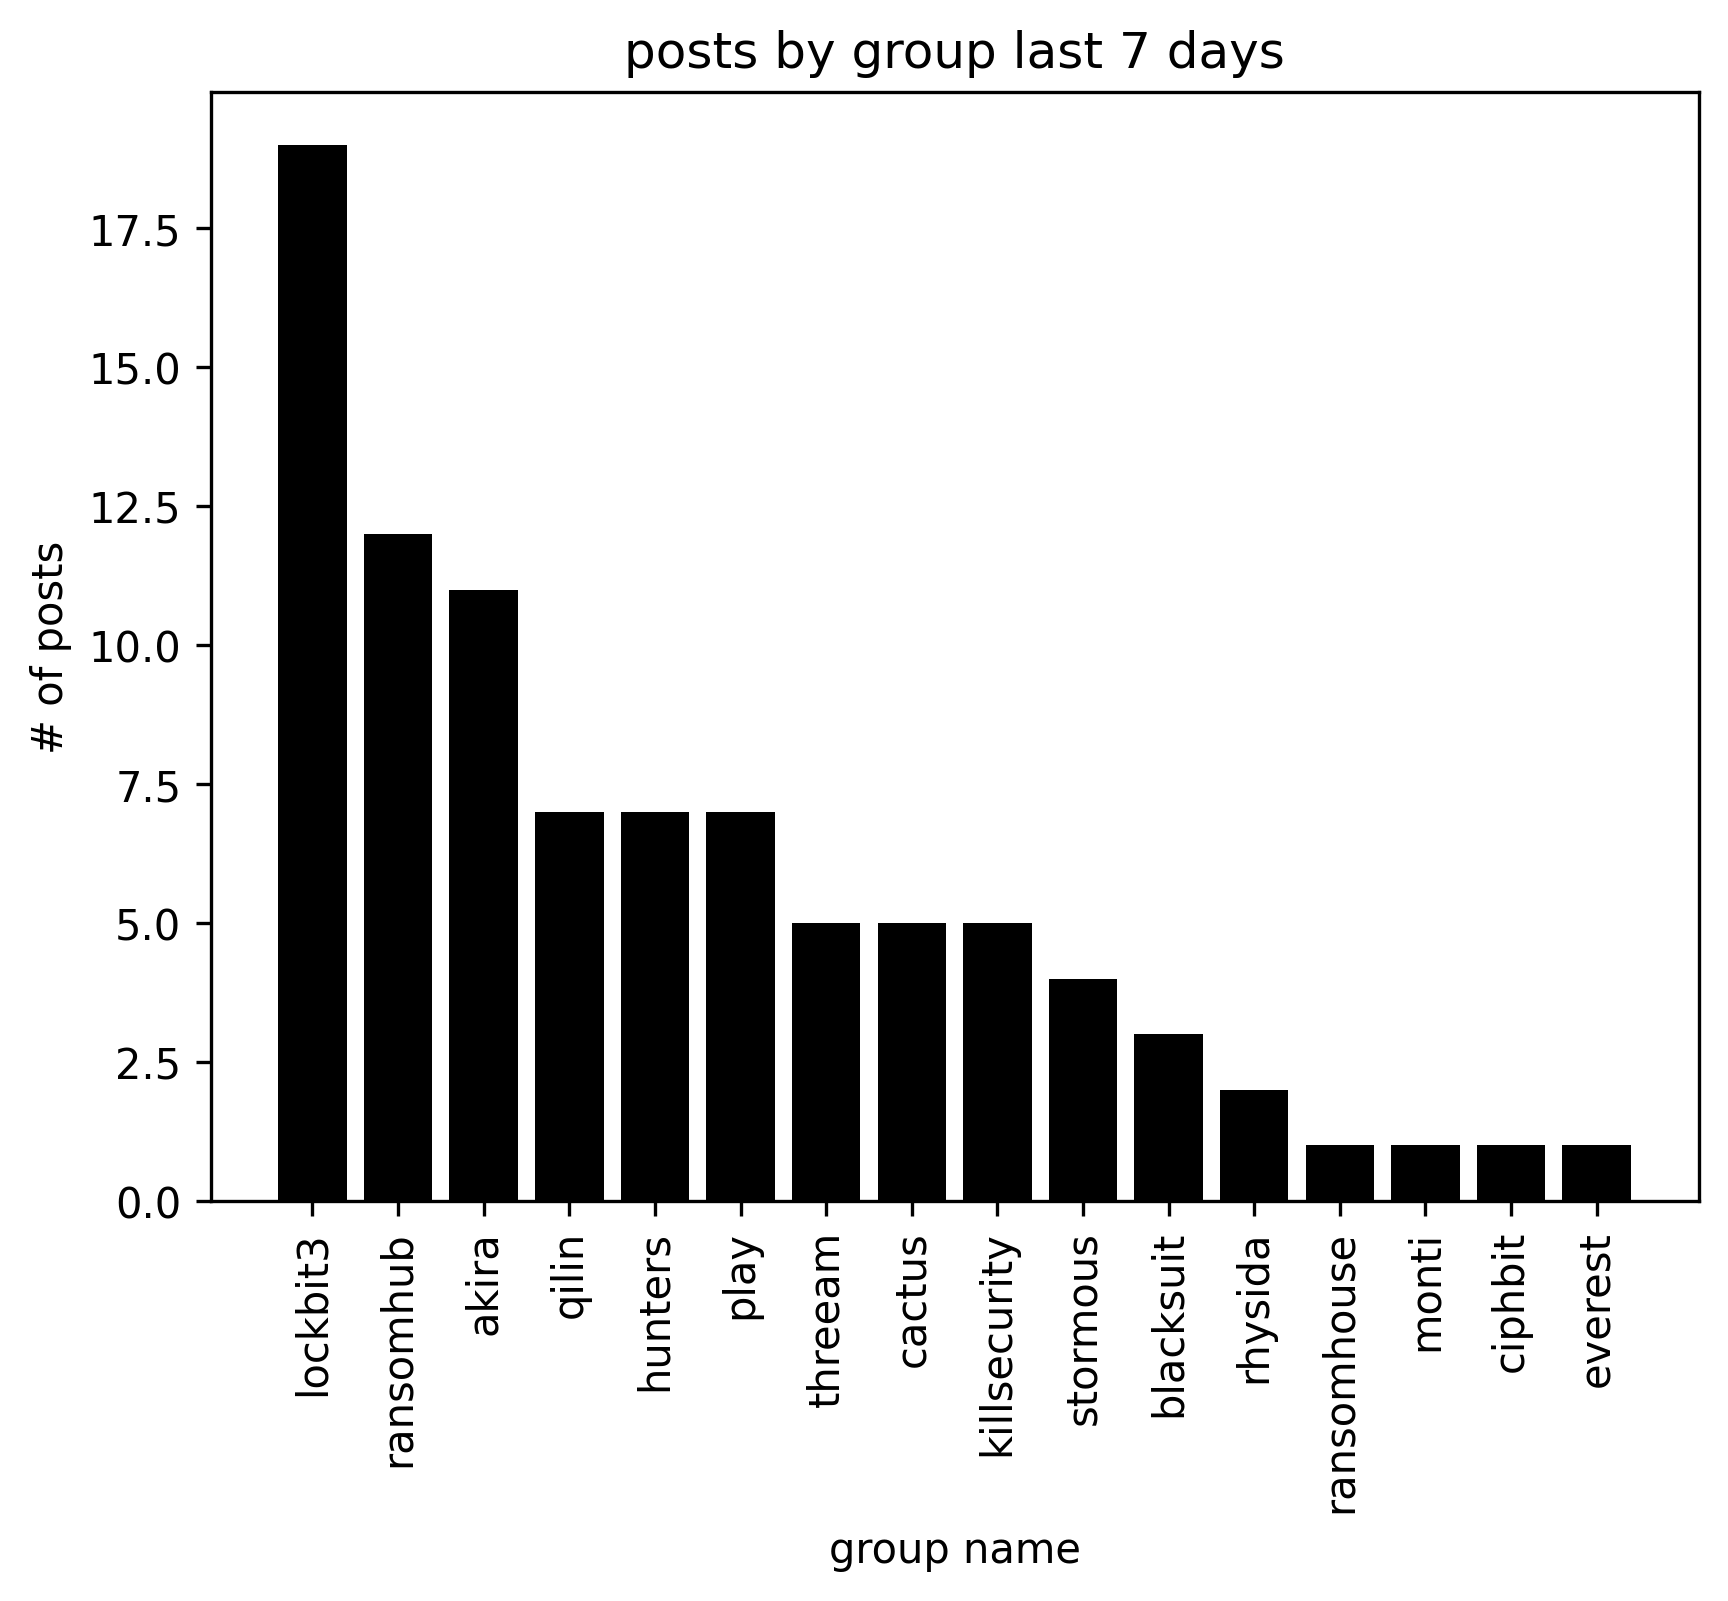 posts by group last 7 days
# of posts
17.5
15.0
12.5
10.0
7.5
5.0
2.5
0.0
lockbit3
ransomhub
akira
qilin
hunters
play
threeam
cactus
killsecurity
stormous
blacksuit
rhysida
ransomhouse
monti
ciphbit
everest
group name